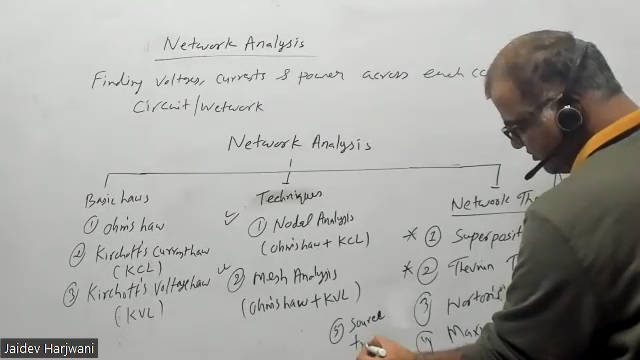 Network Analysis
Finding voltages, currents & power across each
Circuit/Network
Network Analysis
Basic Laws
① Ohm's Law
② Kirchoff's Current Law
(KCL)
③ Kirchoff's Voltage Law
(KVL)
Techniques
① Nodal Analysis
(Ohm's Law + KCL)
② Mesh Analysis
(Ohm's Law + KVL)
⑤ Source
Network
* ① Superposit
* ② Theven
③ Norton's
④
Jaidev Harjwani